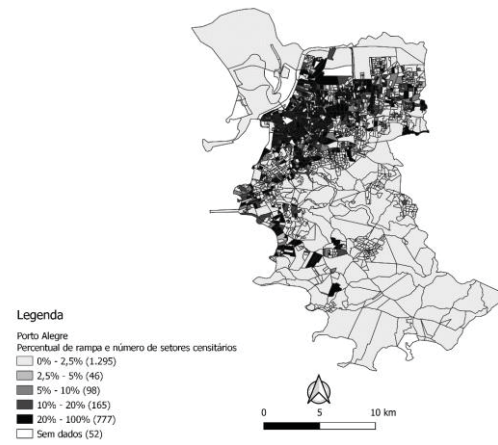 Legenda
Porto Alegre
Percentual de rampa e número de setores censitários
0% - 2,5% (1.295)
2,5% - 5% (46)
5% - 10% (98)
10% - 20% (165)
20% - 100% (777)
Sem dados (52)
0 5 10 km